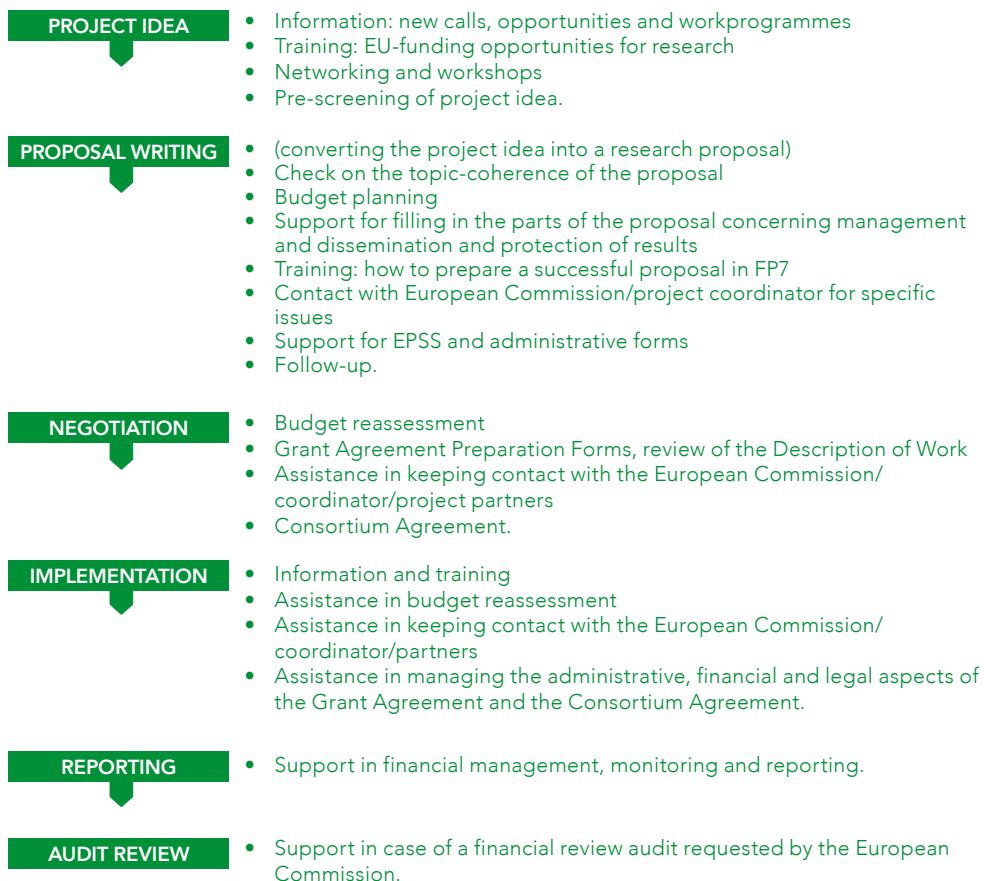 PROJECT IDEA
• Information: new calls, opportunities and workprogrammes
• Training: EU-funding opportunities for research
• Networking and workshops
• Pre-screening of project idea.
PROPOSAL WRITING
• (converting the project idea into a research proposal)
• Check on the topic-coherence of the proposal
• Budget planning
• Support for filling in the parts of the proposal concerning management
and dissemination and protection of results
• Training: how to prepare a successful proposal in FP7
• Contact with European Commission/project coordinator for specific
issues
• Support for EPSS and administrative forms
• Follow-up.
NEGOTIATION
• Budget reassessment
• Grant Agreement Preparation Forms, review of the Description of Work
• Assistance in keeping contact with the European Commission/
coordinator/project partners
• Consortium Agreement.
IMPLEMENTATION
• Information and training
• Assistance in budget reassessment
• Assistance in keeping contact with the European Commission/
coordinator/partners
• Assistance in managing the administrative, financial and legal aspects of
the Grant Agreement and the Consortium Agreement.
REPORTING
• Support in financial management, monitoring and reporting.
AUDIT REVIEW
• Support in case of a financial review audit requested by the European
Commission.